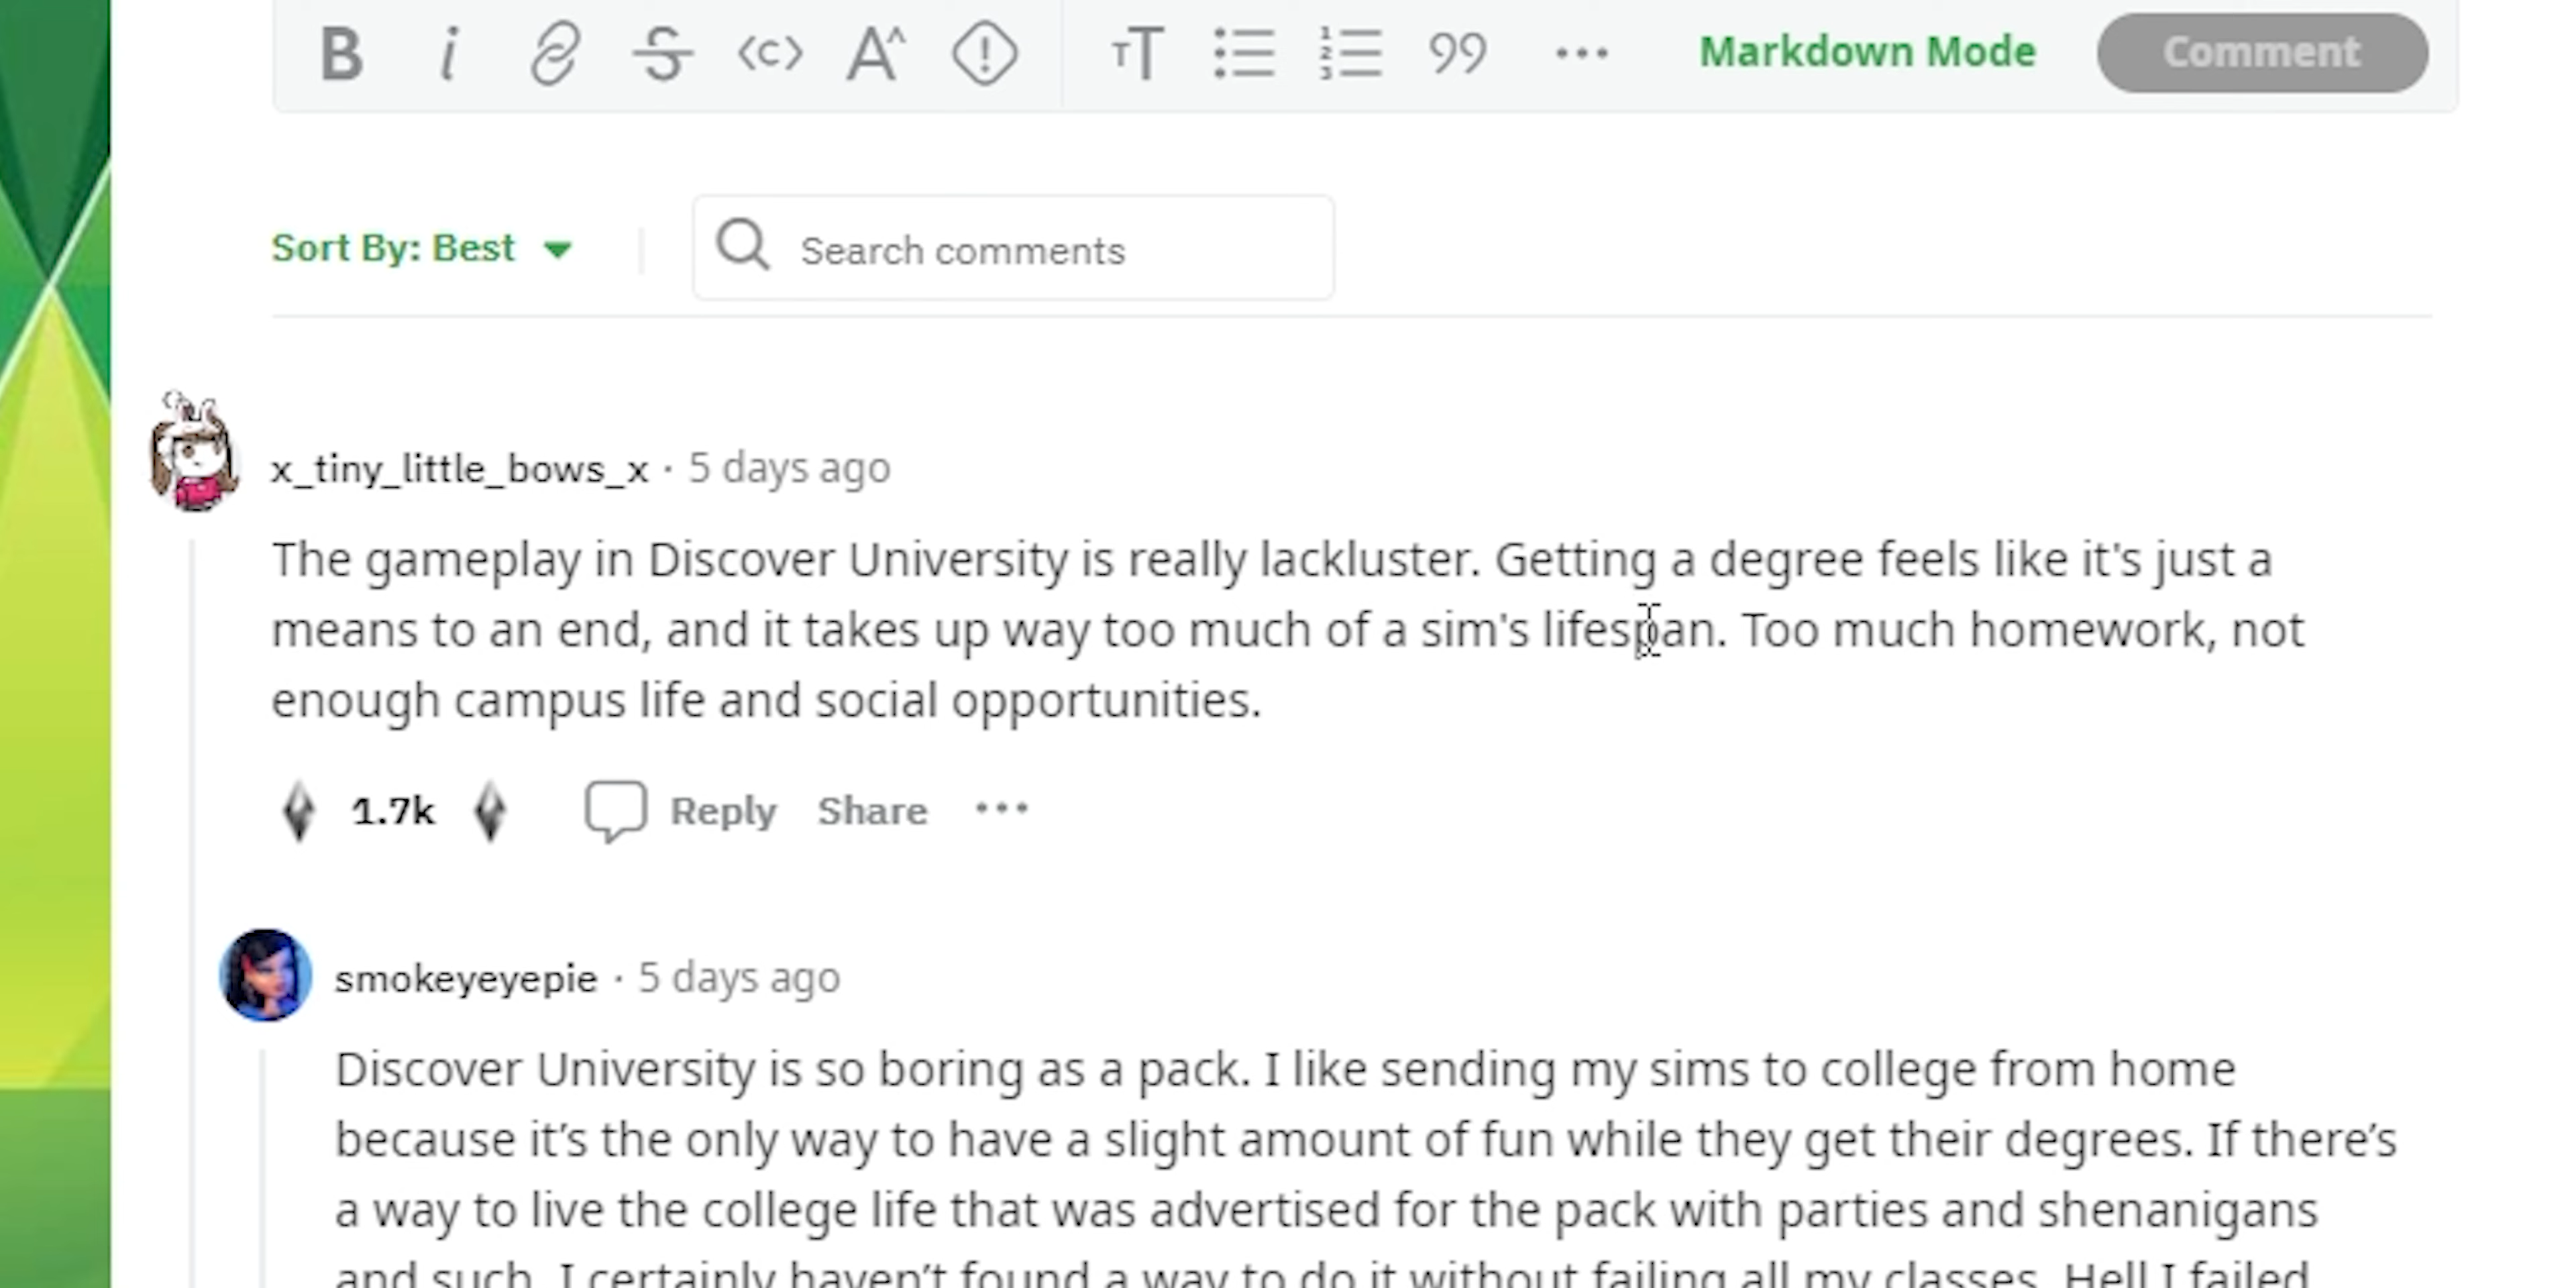 B i <c> A^ TT 123 99 ... Markdown Mode Comment
Sort By: Best Search comments
x_tiny_little_bows_x · 5 days ago
The gameplay in Discover University is really lackluster. Getting a degree feels like it's just a
means to an end, and it takes up way too much of a sim's lifespan. Too much homework, not
enough campus life and social opportunities.
1.7k Reply Share ...
smokeyeyepie · 5 days ago
Discover University is so boring as a pack. I like sending my sims to college from home
because it’s the only way to have a slight amount of fun while they get their degrees. If there’s
a way to live the college life that was advertised for the pack with parties and shenanigans
and such, I certainly haven’t found a way to do it without failing all my classes. Hell I failed